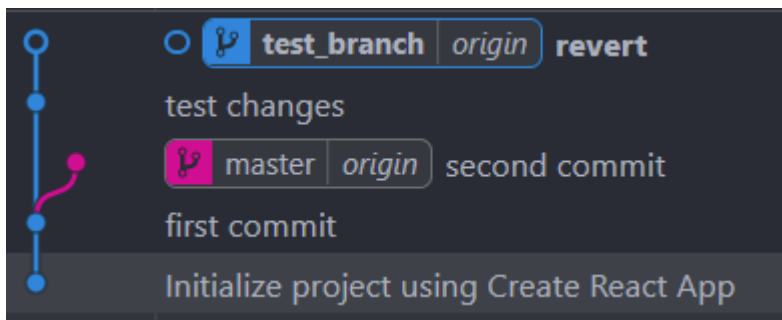 test_branch origin revert
test changes
master origin second commit
first commit
Initialize project using Create React App